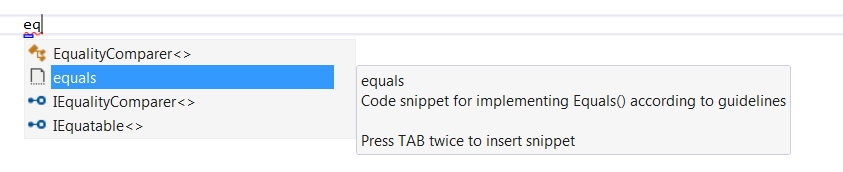 eq
EqualityComparer<>
equals
IEqualityComparer<>
IEquatable<>
equals
Code snippet for implementing Equals() according to guidelines
Press TAB twice to insert snippet